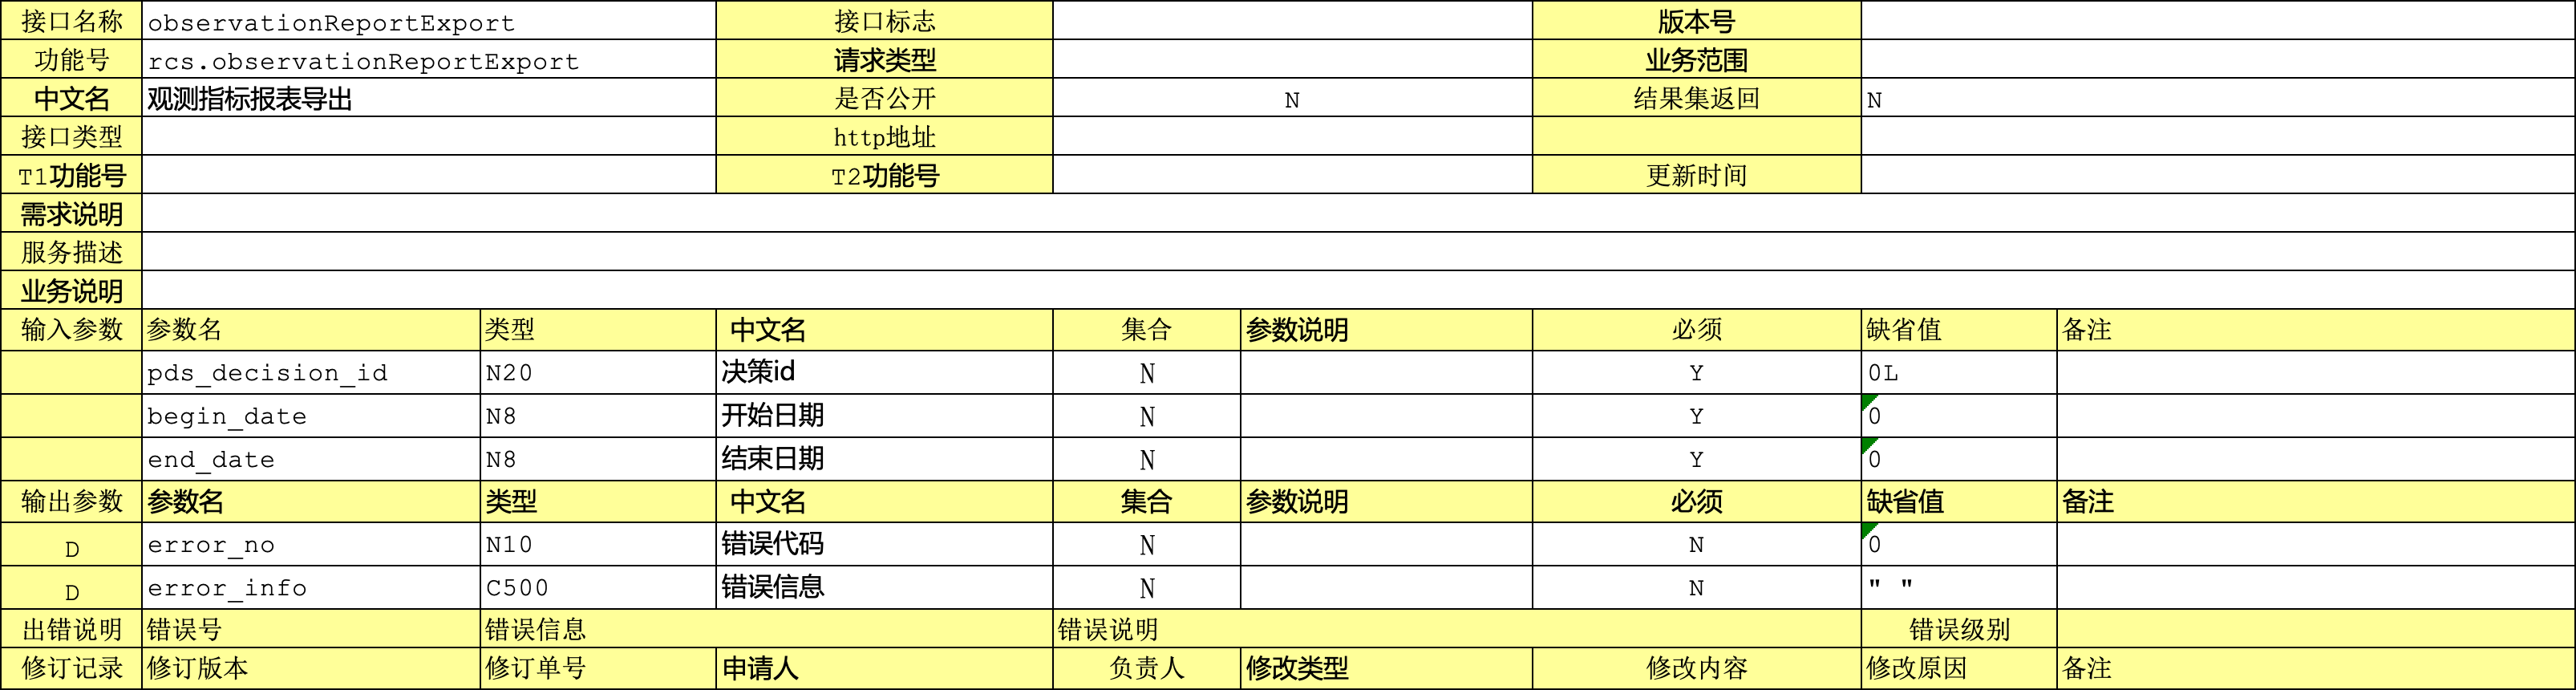 接口名称 observationReportExport 接口标志 版本号
功能号 rcs.observationReportExport 请求类型 业务范围
中文名 观测指标报表导出 是否公开 N 结果集返回 N
接口类型 http地址
T1功能号 T2功能号 更新时间
需求说明
服务描述
业务说明
输入参数 参数名 类型 中文名 集合 参数说明 必须 缺省值 备注
pds_decision_id N20 决策id N Y 0L
begin_date N8 开始日期 N Y 0
end_date N8 结束日期 N Y 0
输出参数 参数名 类型 中文名 集合 参数说明 必须 缺省值 备注
D error_no N10 错误代码 N N 0
D error_info C500 错误信息 N N " "
出错说明 错误号 错误信息 错误说明 错误级别
修订记录 修订版本 修订单号 申请人 负责人 修改类型 修改内容 修改原因 备注